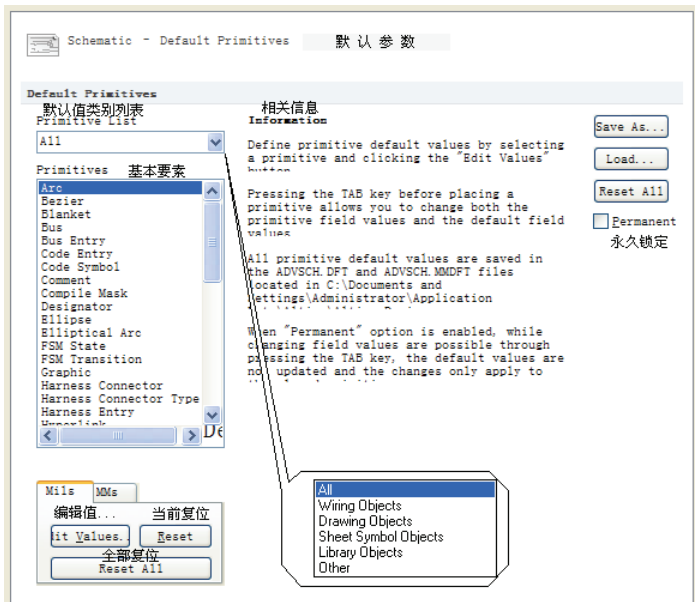 Schematic - Default Primitives 默认参数
Default Primitives
默认值类别列表
Primitive List
All
Primitives 基本要素
Arc
Bezier
Blanket
Bus
Bus Entry
Code Entry
Code Symbol
Comment
Compile Mask
Designator
Ellipse
Elliptical Arc
FSM State
FSM Transition
Graphic
Harness Connector
Harness Connector Type
Harness Entry
Hyperlink
De
相关信息
Information
Define primitive default values by selecting
a primitive and clicking the "Edit Values"
button
Pressing the TAB key before placing a
primitive allows you to change both the
primitive field values and the default field
values
All primitive default values are saved in
the ADVSCH.DFT and ADVSCH.MMDFT files
located in C:\Documents and
Settings\Administrator\Application
When "Permanent" option is enabled, while
changing field values are possible through
pressing the TAB key, the default values are
not updated and the changes only apply to
Save As...
Load...
Reset All
Permanent
永久锁定
Mils MMs
编辑值... 当前复位
dit Values.. Reset
全部复位
Reset All
All
Wiring Objects
Drawing Objects
Sheet Symbol Objects
Library Objects
Other